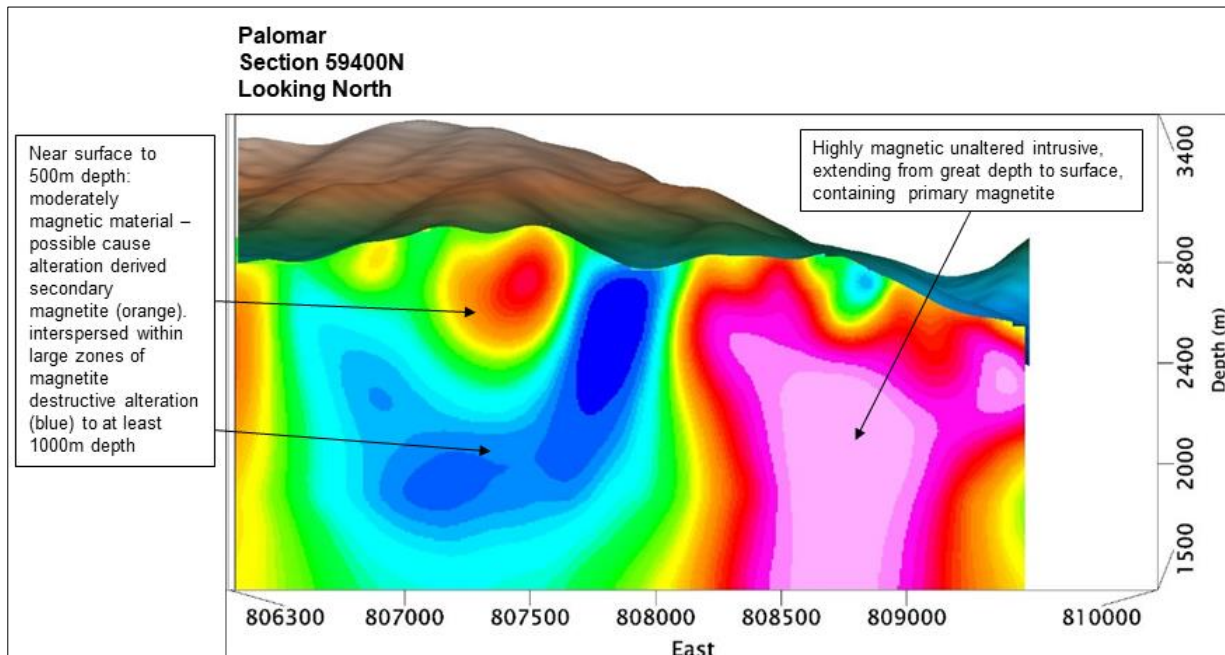 Palomar
Section 59400N
Looking North
Near surface to
500m depth:
moderately
magnetic material –
possible cause
alteration derived
secondary
magnetite (orange).
interspersed within
large zones of
magnetite
destructive alteration
(blue) to at least
1000m depth
Highly magnetic unaltered intrusive,
extending from great depth to surface,
containing primary magnetite
3400
2800
2400
2000
1500
Depth (m)
806300 807000 807500 808000 808500 809000 810000
East